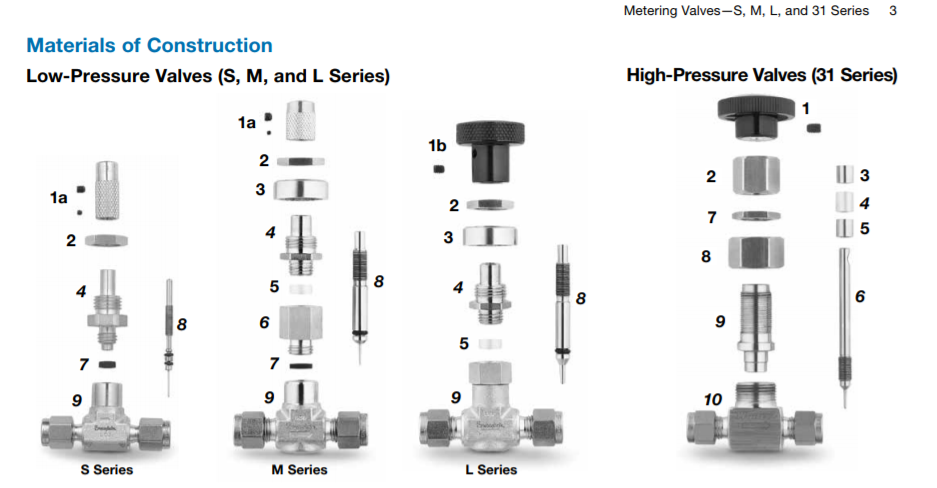 Metering Valves—S, M, L, and 31 Series 3
Materials of Construction
Low-Pressure Valves (S, M, and L Series)
High-Pressure Valves (31 Series)
1a
2
4
7
8
9
S Series
1a
2
3
4
5
6
7
8
9
M Series
1b
2
3
4
5
8
9
L Series
1
2
3
4
5
7
8
6
9
10